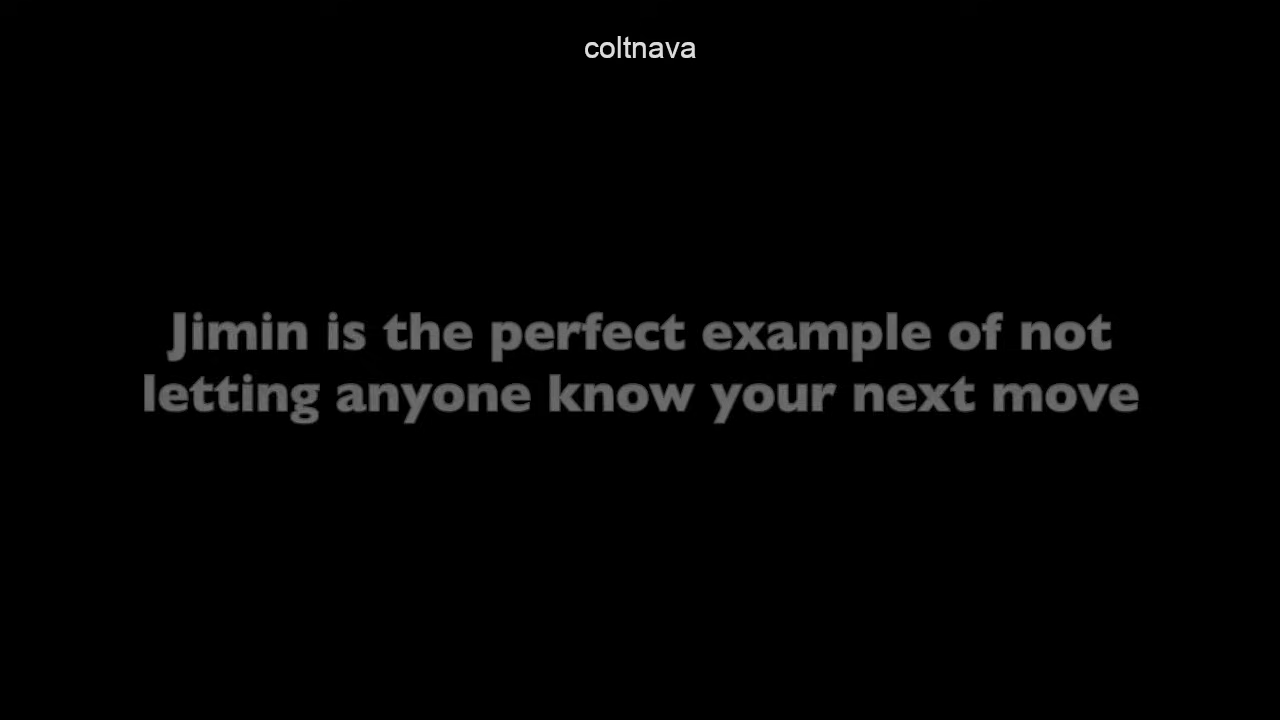 coltnava
Jimin is the perfect example of not
letting anyone know your next move